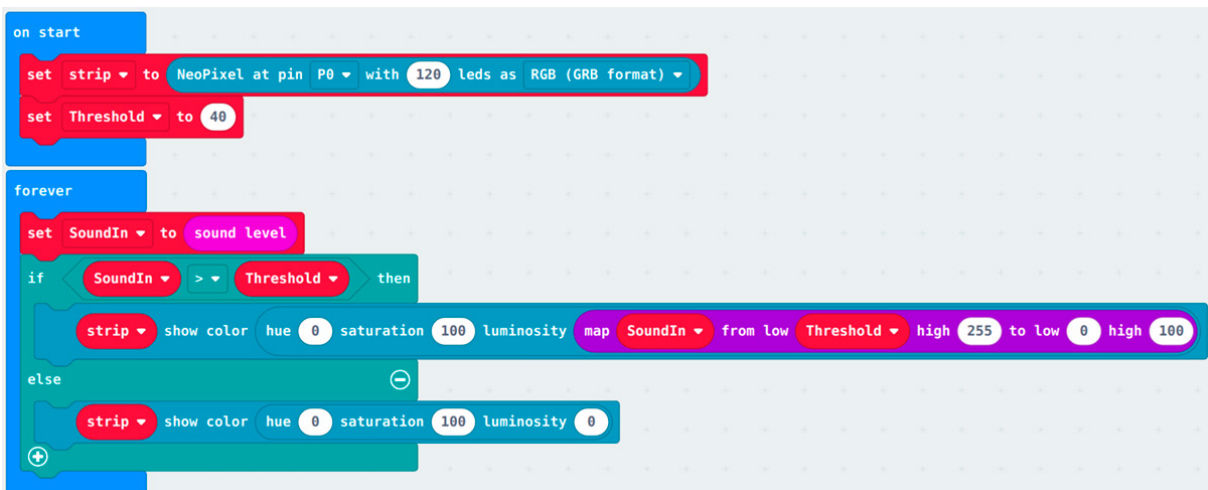 on start
set strip to NeoPixel at pin P0 with 120 leds as RGB (GRB format)
set Threshold to 40
forever
set SoundIn to sound level
if SoundIn > Threshold then
strip show color hue 0 saturation 100 luminosity map SoundIn from low Threshold high 255 to low 0 high 100
else
strip show color hue 0 saturation 100 luminosity 0